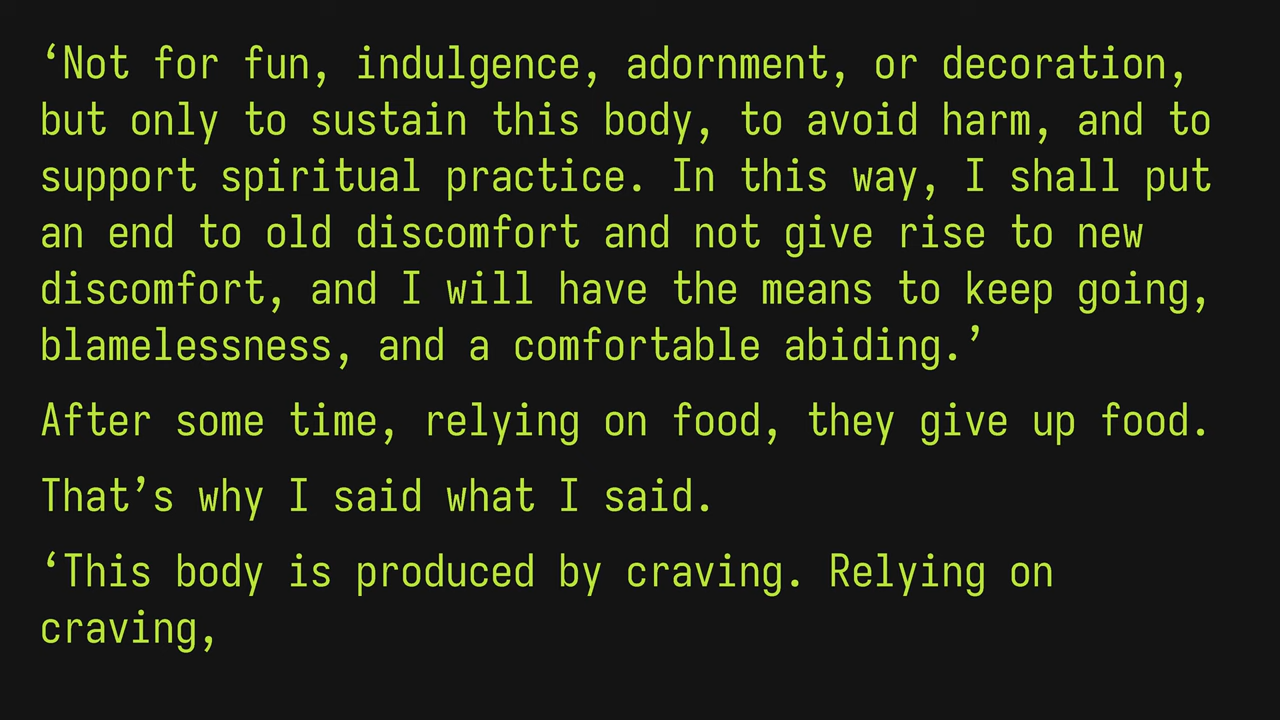 ‘Not for fun, indulgence, adornment, or decoration,
but only to sustain this body, to avoid harm, and to
support spiritual practice. In this way, I shall put
an end to old discomfort and not give rise to new
discomfort, and I will have the means to keep going,
blamelessness, and a comfortable abiding.’
After some time, relying on food, they give up food.
That’s why I said what I said.
‘This body is produced by craving. Relying on
craving,